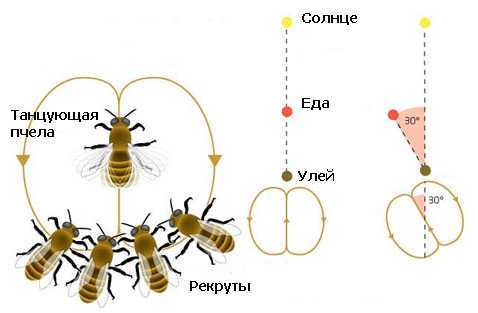 Солнце
Танцующая
пчела
Еда
30°
Улей
30°
Рекруты